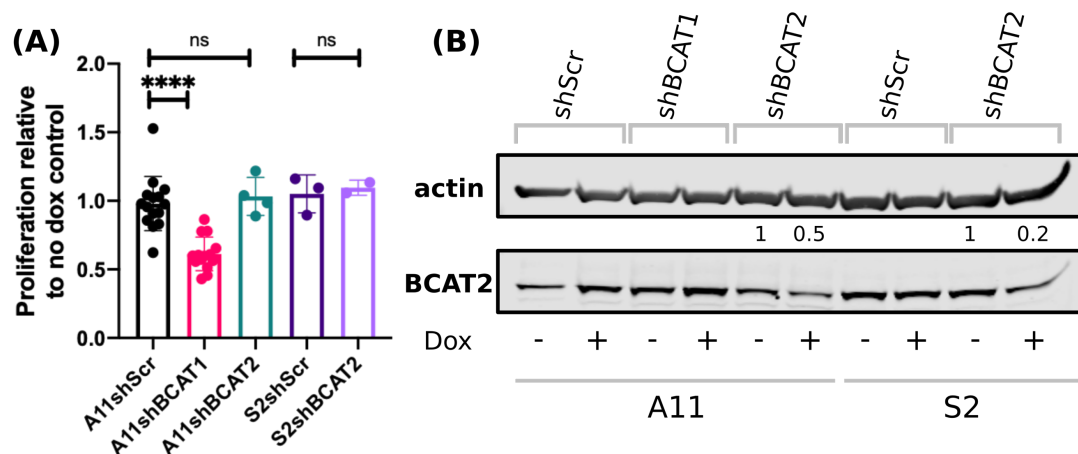 (A)
ns
ns
****
Proliferation relative
to no dox control
2.0
1.5
1.0
0.5
0.0
A11shScr
A11shBCAT1
A11shBCAT2
S2shScr
S2shBCAT2
(B)
shScr
shBCAT1
shBCAT2
shScr
shBCAT2
actin
1 0.5 1 0.2
BCAT2
Dox - + - + - + - + - +
A11 S2